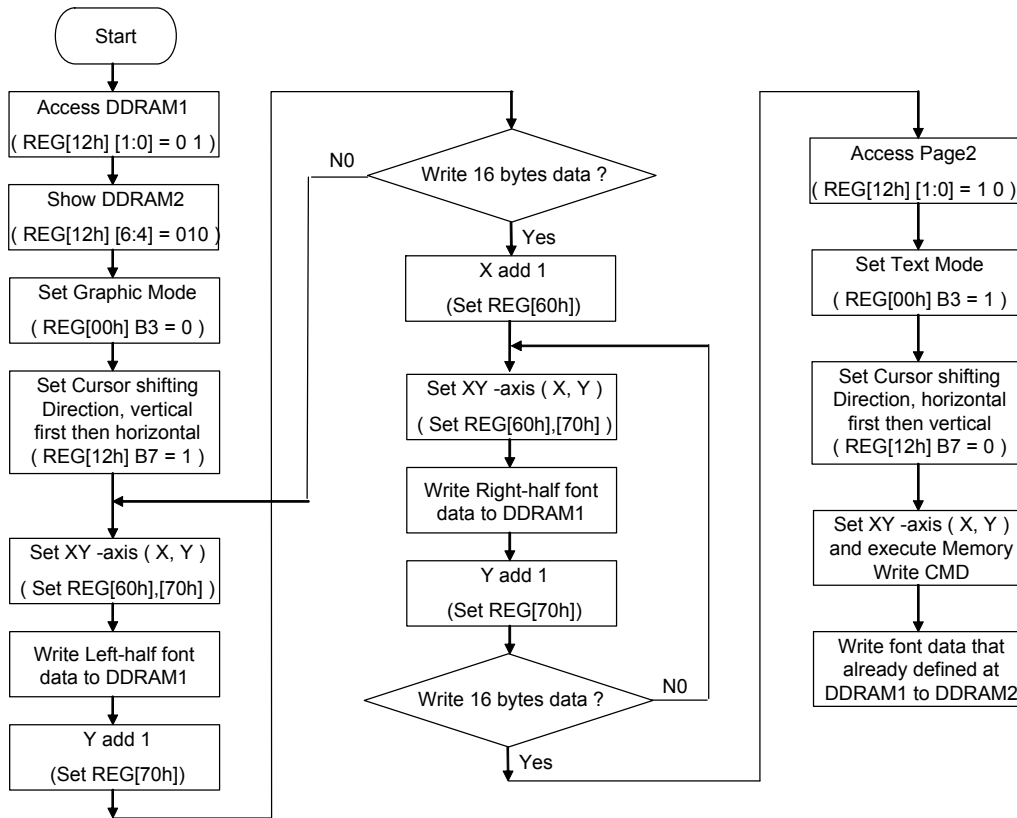 Start
Access DDRAM1
( REG[12h] [1:0] = 0 1 )
Show DDRAM2
( REG[12h] [6:4] = 010 )
Set Graphic Mode
( REG[00h] B3 = 0 )
Set Cursor shifting
Direction, vertical
first then horizontal
( REG[12h] B7 = 1 )
Set XY -axis ( X, Y )
( Set REG[60h],[70h] )
Write Left-half font
data to DDRAM1
Y add 1
(Set REG[70h])
Write 16 bytes data ?
N0
Yes
X add 1
(Set REG[60h])
Set XY -axis ( X, Y )
( Set REG[60h],[70h] )
Write Right-half font
data to DDRAM1
Y add 1
(Set REG[70h])
Write 16 bytes data ?
N0
Yes
Access Page2
( REG[12h] [1:0] = 1 0 )
Set Text Mode
( REG[00h] B3 = 1 )
Set Cursor shifting
Direction, horizontal
first then vertical
( REG[12h] B7 = 0 )
Set XY -axis ( X, Y )
and execute Memory
Write CMD
Write font data that
already defined at
DDRAM1 to DDRAM2